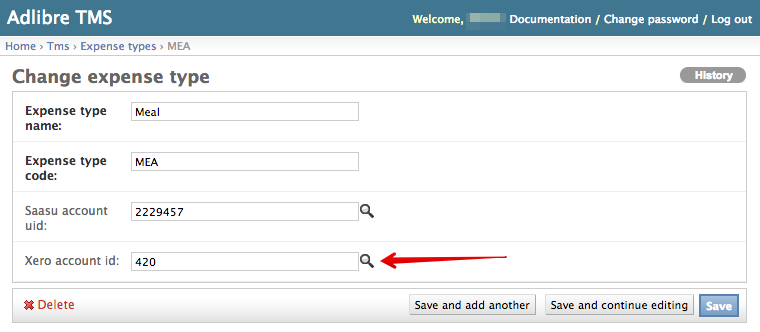 Adlibre TMS
Welcome, Documentation / Change password / Log out
Home › Tms › Expense types › MEA
Change expense type
History
Expense type name: Meal
Expense type code: MEA
Saasu account uid: 2229457
Xero account id: 420
Delete
Save and add another
Save and continue editing
Save